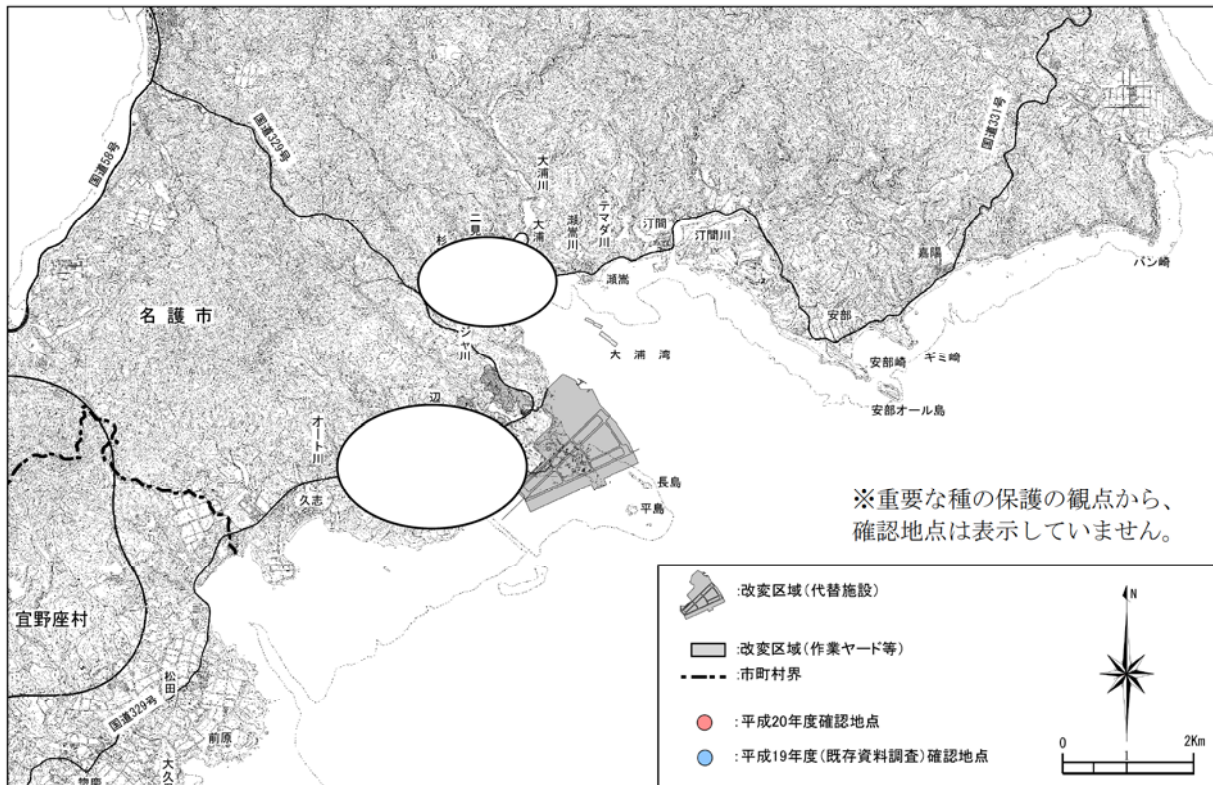 国道58号
国道329号
国道331号
大浦川
二見
杉
大浦
瀬嵩川
テマダ川
汀間
汀間川
瀬嵩
嘉陽
バン崎
名護市
ジャ川
大浦湾
安部
安部崎
ギミ崎
安部オール島
辺
オート川
久志
長島
平島
※重要な種の保護の観点から、
確認地点は表示していません。
宜野座村
松田
国道329号
前原
大久
:改変区域(代替施設)
:改変区域(作業ヤード等)
:市町村界
:平成20年度確認地点
:平成19年度(既存資料調査)確認地点
N
0 2Km